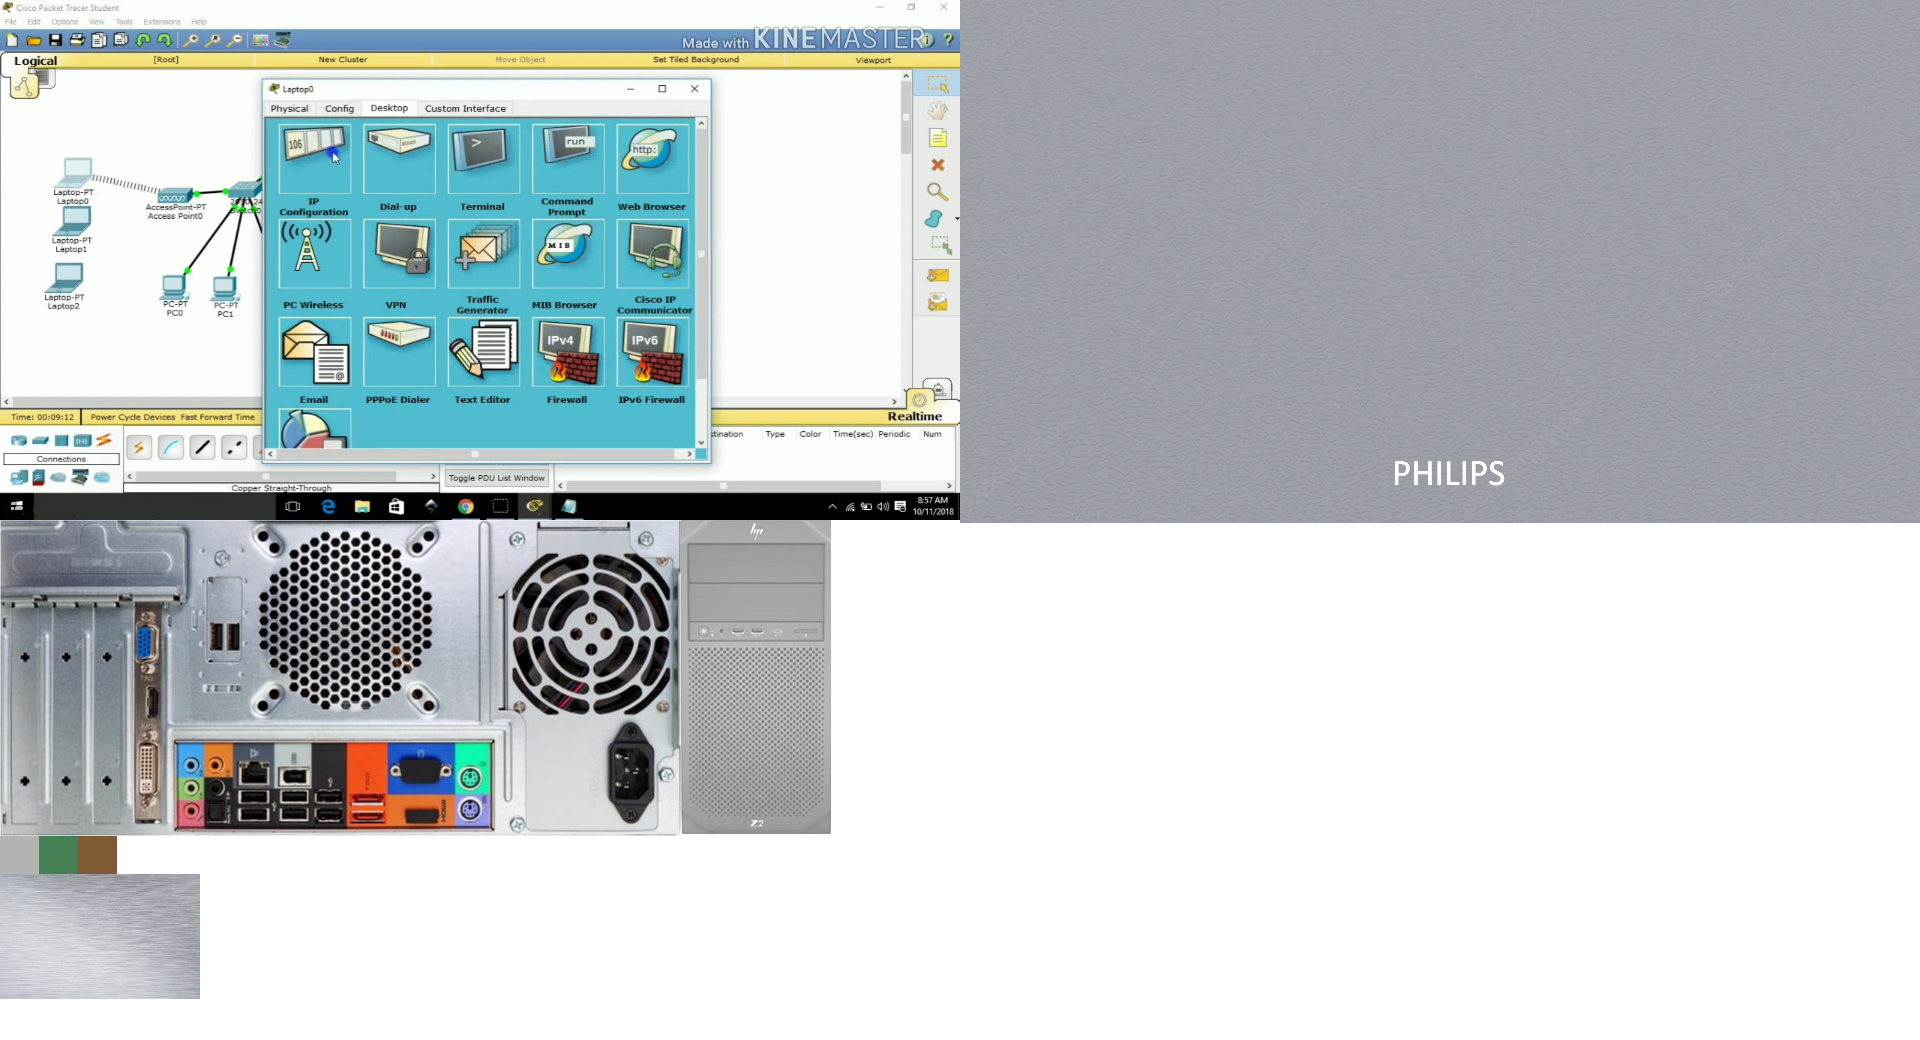 Cisco Packet Tracer Student
File Edit Options View Tools Extensions Help
Made with KINEMASTER
Logical [Root] New Cluster Move Object Set Tiled Background Viewport
Laptop0
Physical Config Desktop Custom Interface
106
>
run
http:
IP Configuration
Dial-up
Terminal
Command Prompt
Web Browser
MIB
PC Wireless
VPN
Traffic Generator
MIB Browser
Cisco IP Communicator
IPv4
IPv6
Email
PPPoE Dialer
Text Editor
Firewall
IPv6 Firewall
Laptop-PT
Laptop0
Laptop-PT
Laptop1
Laptop-PT
Laptop2
AccessPoint-PT
Access Point0
PC-PT
PC0
PC-PT
PC1
Time: 00:09:12 Power Cycle Devices Fast Forward Time
Realtime
Connections
Copper Straight-Through
Toggle PDU List Window
Type Color Time(sec) Periodic Num
8:57 AM
10/11/2018
PHILIPS
hp
HDMI
Z2